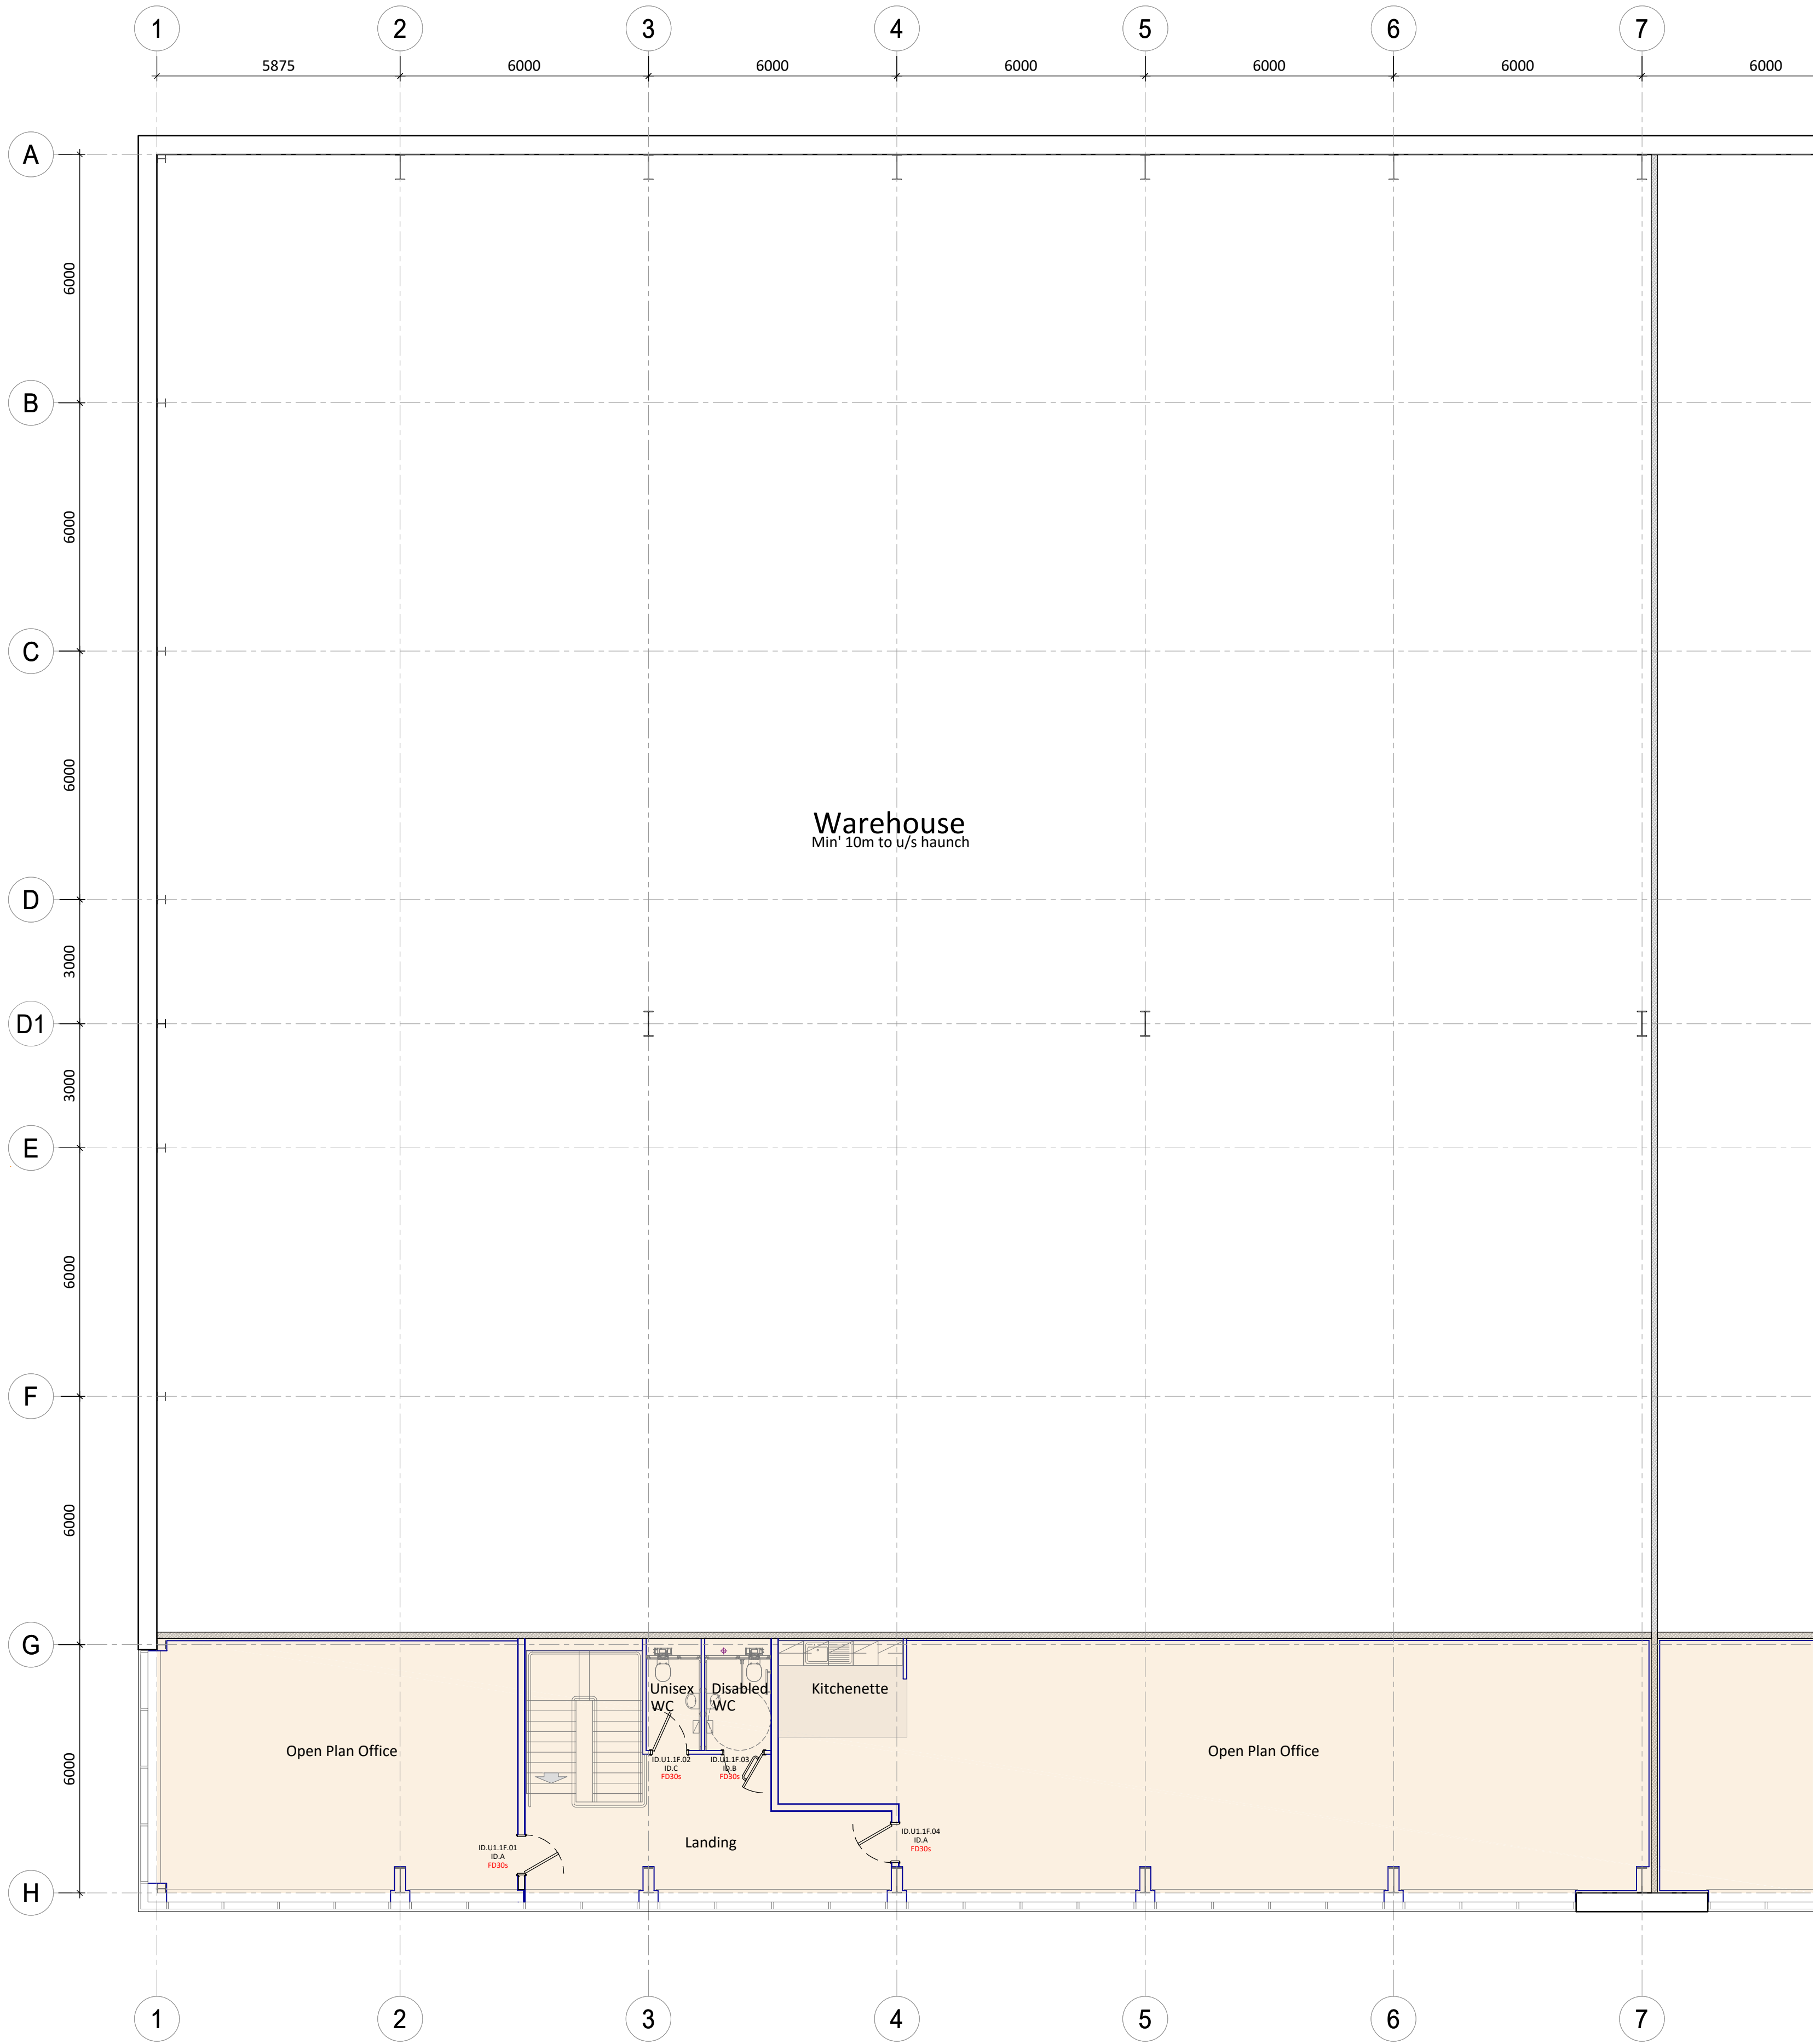 1 2 3 4 5 6 7
5875 6000 6000 6000 6000 6000 6000
A
6000
B
6000
C
6000
Warehouse
Min' 10m to u/s haunch
D
3000
D1
3000
E
6000
F
6000
G
Unisex
WC
Disabled
WC
Kitchenette
6000
Open Plan Office
Open Plan Office
ID.U1.1F.02
ID.C
FD30s
ID.U1.1F.03
ID.B
FD30s
Landing
ID.U1.1F.01
ID.A
FD30s
ID.U1.1F.04
ID.A
FD30s
H
1 2 3 4 5 6 7